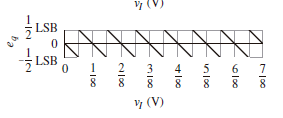 v_I (V)
1/2 LSB
e_q 0
-1/2 LSB
0 1/8 2/8 3/8 4/8 5/8 6/8 7/8
v_I (V)